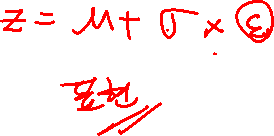 z = μ + σ × ε
표현